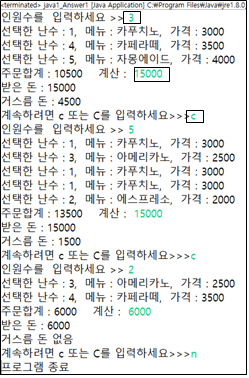 <terminated> java1_Answer1 [Java Application] C:\Program Files\Java\jre1.8.0
인원수를 입력하세요 >> 3
선택한 난수 : 1, 메뉴 : 카푸치노, 가격 : 3000
선택한 난수 : 4, 메뉴 : 카페라떼, 가격 : 3500
선택한 난수 : 5, 메뉴 : 자몽에이드, 가격 : 4000
주문합계 : 10500 계산 : 15000
받은 돈 : 15000
거스름 돈 : 4500
계속하려면 c 또는 C를 입력하세요>>>c
인원수를 입력하세요 >> 5
선택한 난수 : 1, 메뉴 : 카푸치노, 가격 : 3000
선택한 난수 : 3, 메뉴 : 아메리카노, 가격 : 2500
선택한 난수 : 1, 메뉴 : 카푸치노, 가격 : 3000
선택한 난수 : 1, 메뉴 : 카푸치노, 가격 : 3000
선택한 난수 : 2, 메뉴 : 에스프레소, 가격 : 2000
주문합계 : 13500 계산 : 15000
받은 돈 : 15000
거스름 돈 : 1500
계속하려면 c 또는 C를 입력하세요>>>c
인원수를 입력하세요 >> 2
선택한 난수 : 3, 메뉴 : 아메리카노, 가격 : 2500
선택한 난수 : 4, 메뉴 : 카페라떼, 가격 : 3500
주문합계 : 6000 계산 : 6000
받은 돈 : 6000
거스름 돈 없음
계속하려면 c 또는 C를 입력하세요>>>n
프로그램 종료